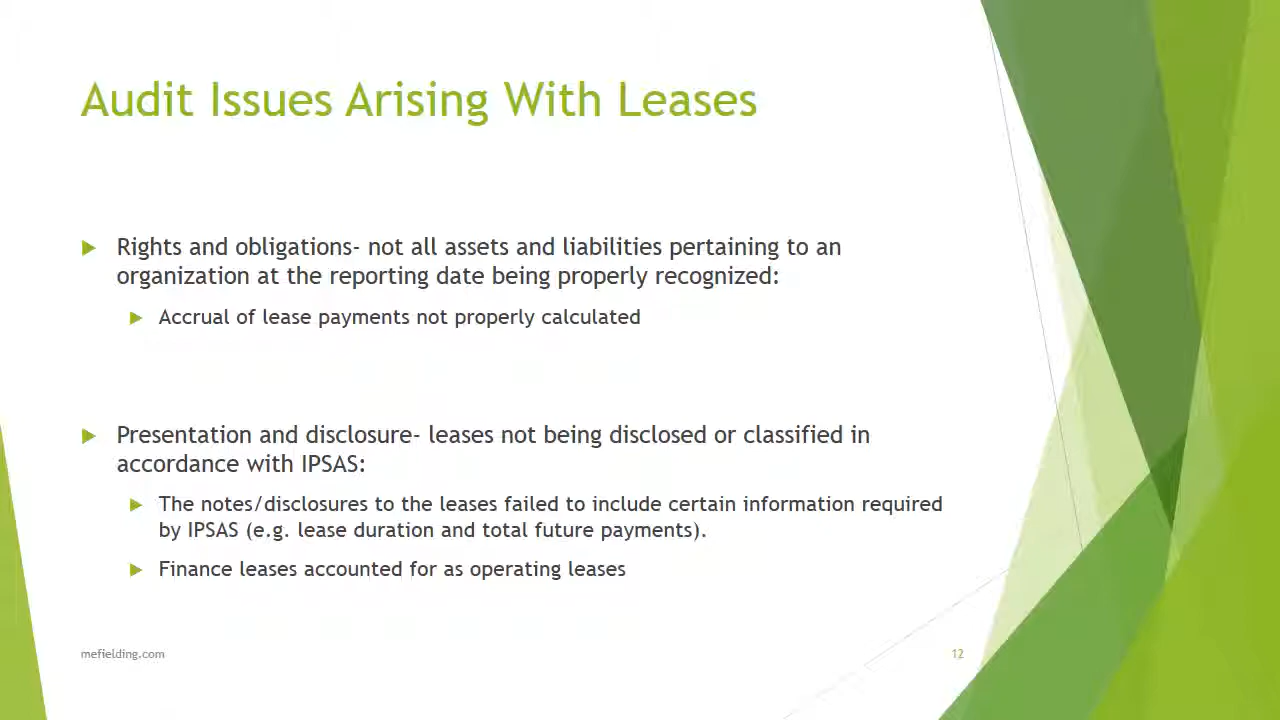 Audit Issues Arising With Leases
Rights and obligations- not all assets and liabilities pertaining to an
organization at the reporting date being properly recognized:
Accrual of lease payments not properly calculated
Presentation and disclosure- leases not being disclosed or classified in
accordance with IPSAS:
The notes/disclosures to the leases failed to include certain information required
by IPSAS (e.g. lease duration and total future payments).
Finance leases accounted for as operating leases
mefielding.com
12